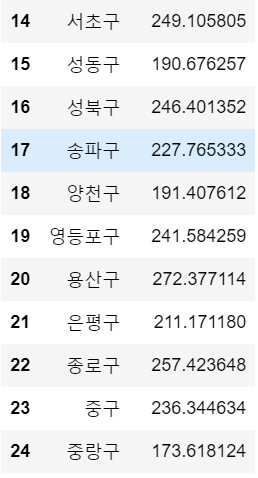 14 서초구 249.105805
15 성동구 190.676257
16 성북구 246.401352
17 송파구 227.765333
18 양천구 191.407612
19 영등포구 241.584259
20 용산구 272.377114
21 은평구 211.171180
22 종로구 257.423648
23 중구 236.344634
24 중랑구 173.618124